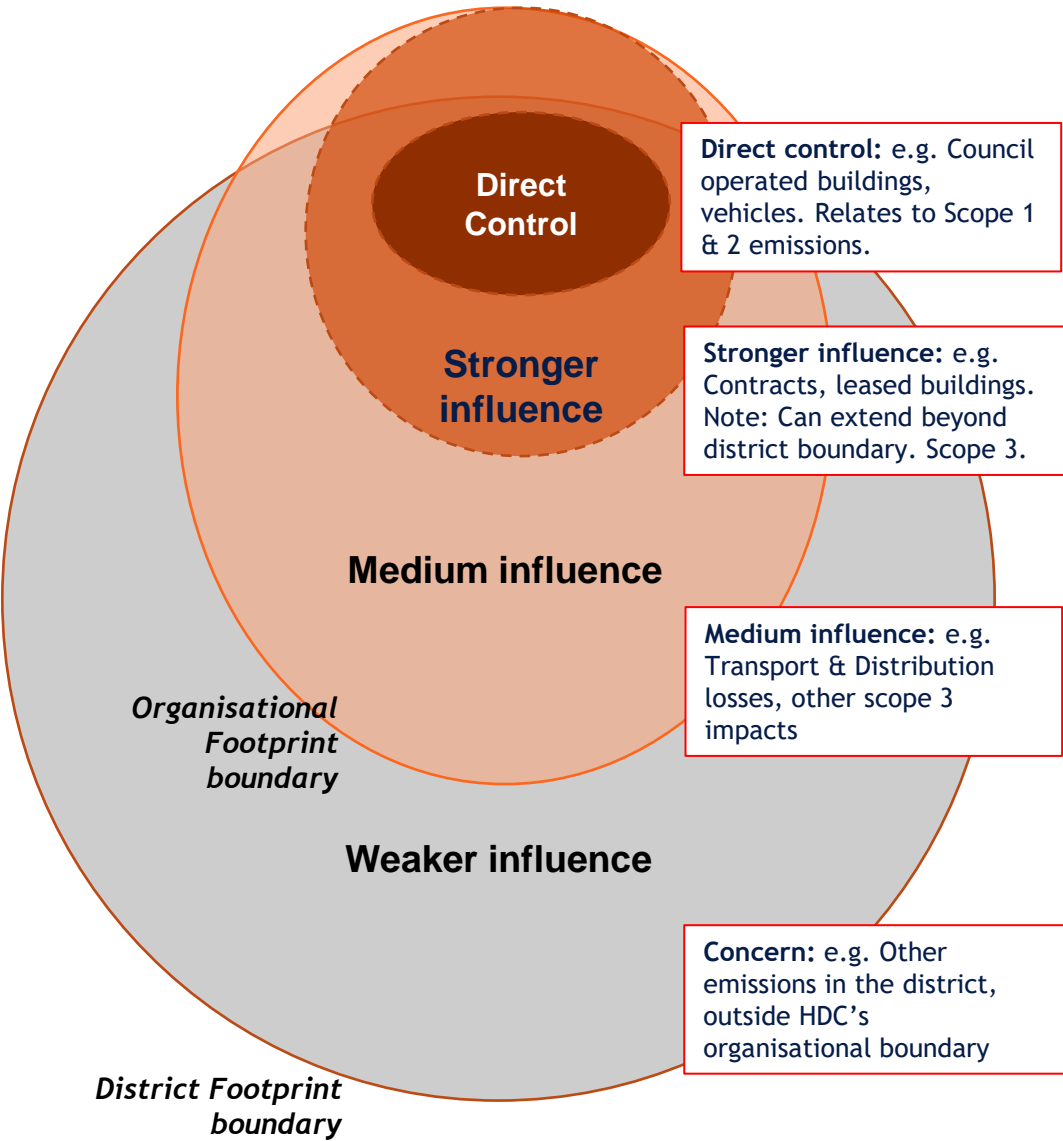 Direct
Control
Direct control: e.g. Council
operated buildings,
vehicles. Relates to Scope 1
& 2 emissions.
Stronger
influence
Stronger influence: e.g.
Contracts, leased buildings.
Note: Can extend beyond
district boundary. Scope 3.
Medium influence
Medium influence: e.g.
Transport & Distribution
losses, other scope 3
impacts
Organisational
Footprint
boundary
Weaker influence
Concern: e.g. Other
emissions in the district,
outside HDC’s
organisational boundary
District Footprint
boundary